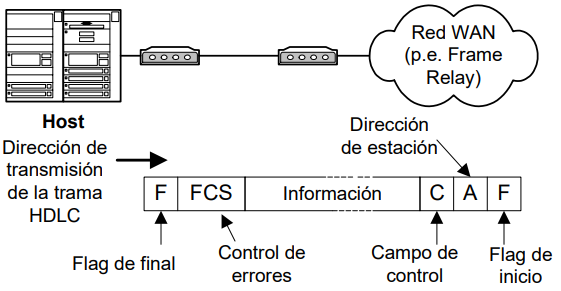 Red WAN
(p.e. Frame
Relay)
Host
Dirección de
transmisión
de la trama
HDLC
Dirección
de estación
F FCS Información C A F
Flag de final
Control de
errores
Campo de
control
Flag de
inicio